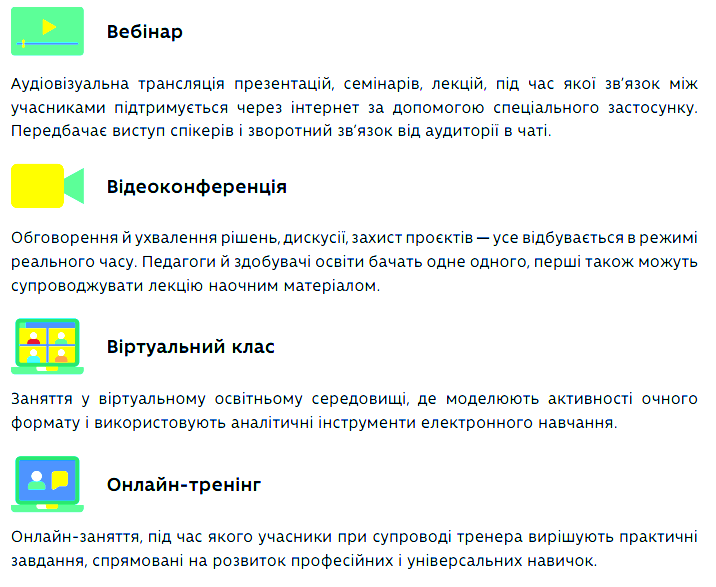 Вебінар
Аудіовізуальна трансляція презентацій, семінарів, лекцій, під час якої зв’язок між
учасниками підтримується через інтернет за допомогою спеціального застосунку.
Передбачає виступ спікерів і зворотний зв’язок від аудиторії в чаті.
Відеоконференція
Обговорення й ухвалення рішень, дискусії, захист проєктів — усе відбувається в режимі
реального часу. Педагоги й здобувачі освіти бачать одне одного, перші також можуть
супроводжувати лекцію наочним матеріалом.
Віртуальний клас
Заняття у віртуальному освітньому середовищі, де моделюють активності очного
формату і використовують аналітичні інструменти електронного навчання.
Онлайн-тренінг
Онлайн-заняття, під час якого учасники при супроводі тренера вирішують практичні
завдання, спрямовані на розвиток професійних і універсальних навичок.